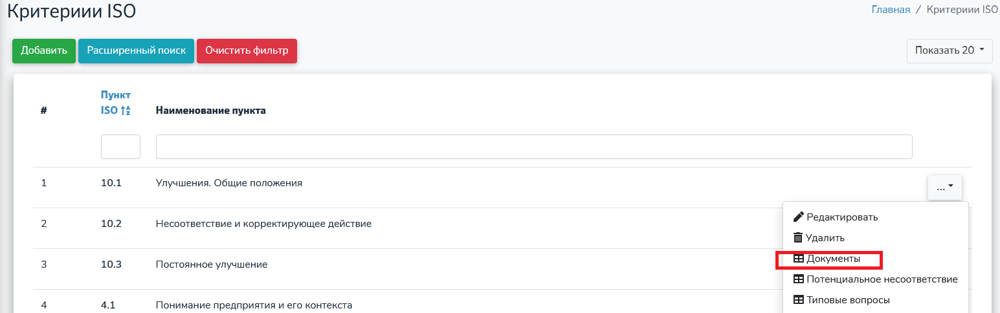 Критериии ISO
Главная / Критериии ISO
Добавить
Расширенный поиск
Очистить фильтр
Показать 20
#
Пункт
ISO
Наименование пункта
1 10.1 Улучшения. Общие положения ...
2 10.2 Несоответствие и корректирующее действие
3 10.3 Постоянное улучшение
4 4.1 Понимание предприятия и его контекста
Редактировать
Удалить
Документы
Потенциальное несоответствие
Типовые вопросы